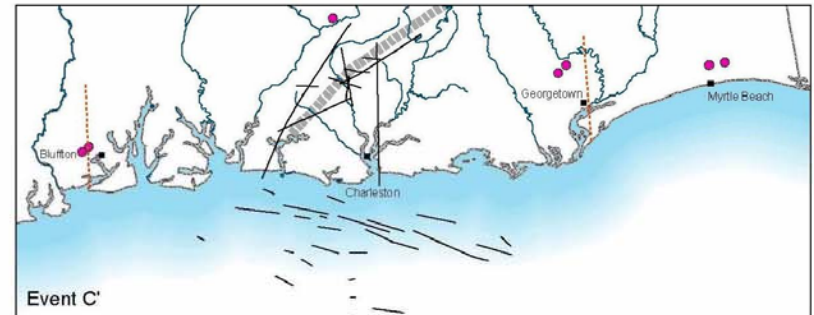 Georgetown
Myrtle Beach
Bluffton
Charleston
Event C'